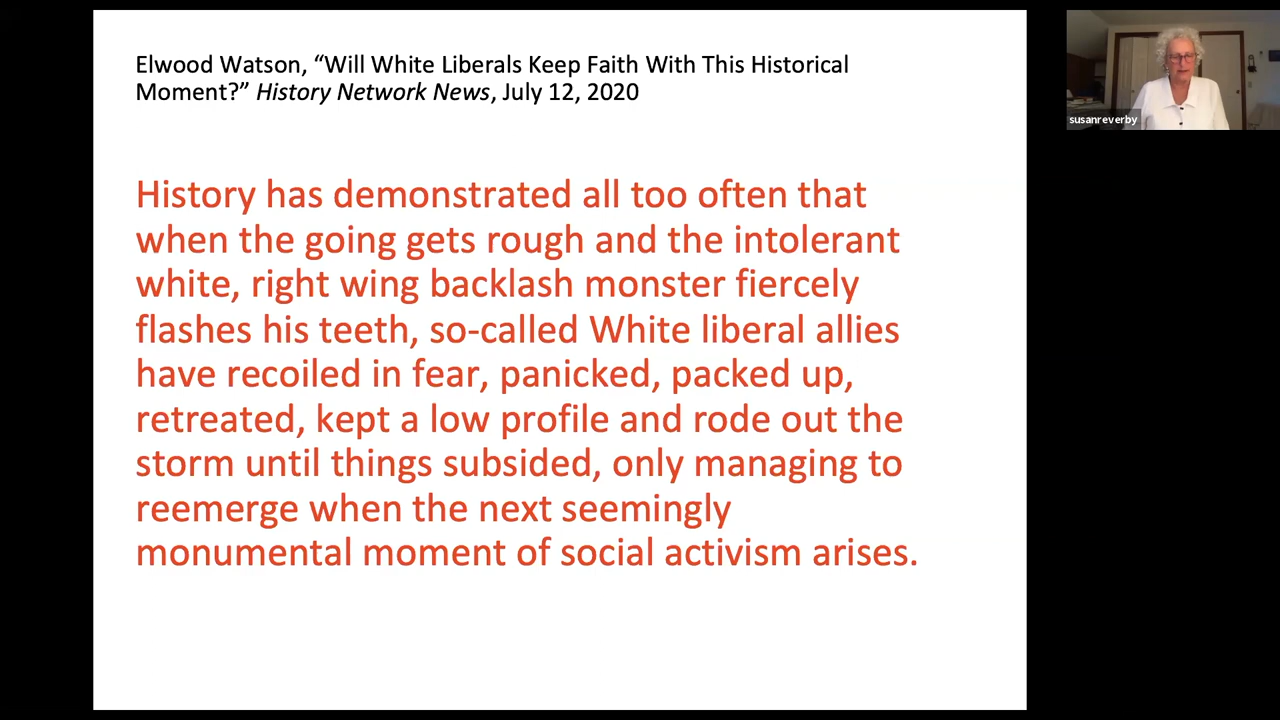 Elwood Watson, “Will White Liberals Keep Faith With This Historical
Moment?” History Network News, July 12, 2020
History has demonstrated all too often that
when the going gets rough and the intolerant
white, right wing backlash monster fiercely
flashes his teeth, so-called White liberal allies
have recoiled in fear, panicked, packed up,
retreated, kept a low profile and rode out the
storm until things subsided, only managing to
reemerge when the next seemingly
monumental moment of social activism arises.
susanreverby